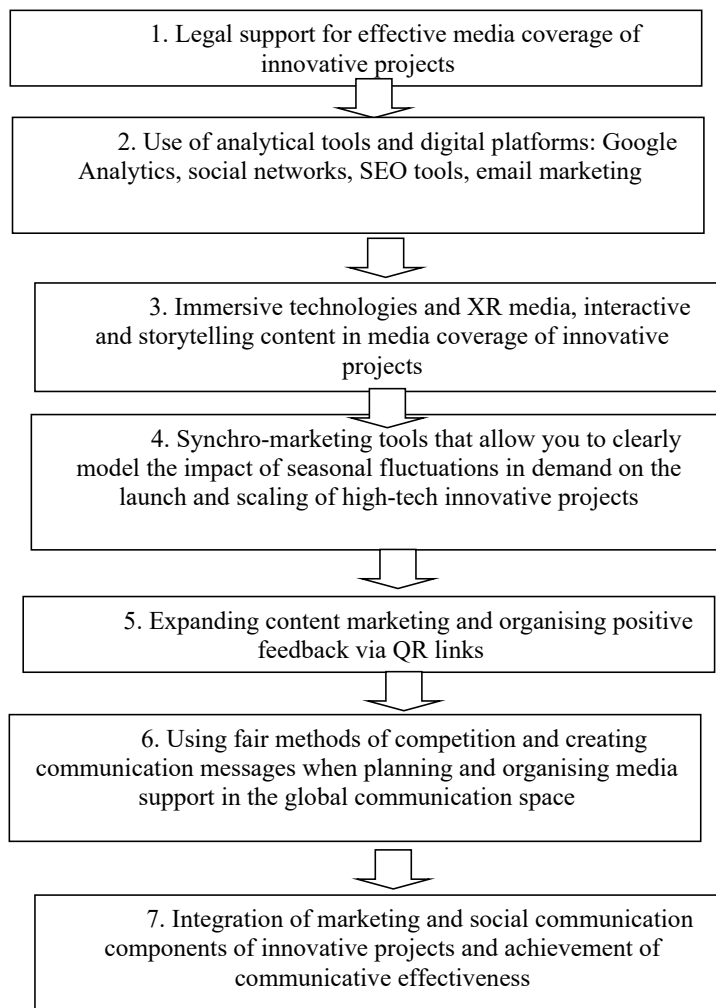 1. Legal support for effective media coverage of
innovative projects
2. Use of analytical tools and digital platforms: Google
Analytics, social networks, SEO tools, email marketing
3. Immersive technologies and XR media, interactive
and storytelling content in media coverage of innovative
projects
4. Synchro-marketing tools that allow you to clearly
model the impact of seasonal fluctuations in demand on the
launch and scaling of high-tech innovative projects
5. Expanding content marketing and organising positive
feedback via QR links
6. Using fair methods of competition and creating
communication messages when planning and organising media
support in the global communication space
7. Integration of marketing and social communication
components of innovative projects and achievement of
communicative effectiveness